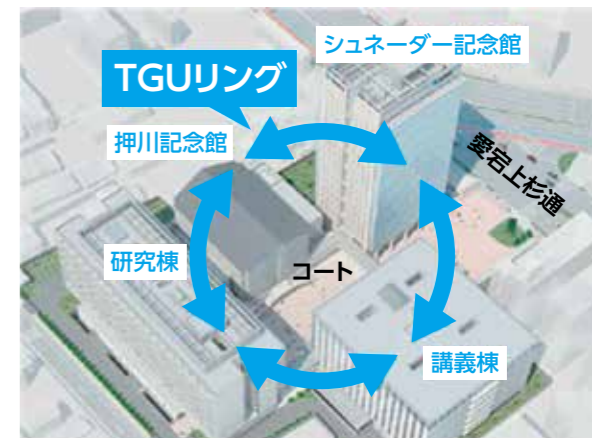 シュネーダー記念館
TGUリング
押川記念館
愛宕上杉通
研究棟
コート
講義棟